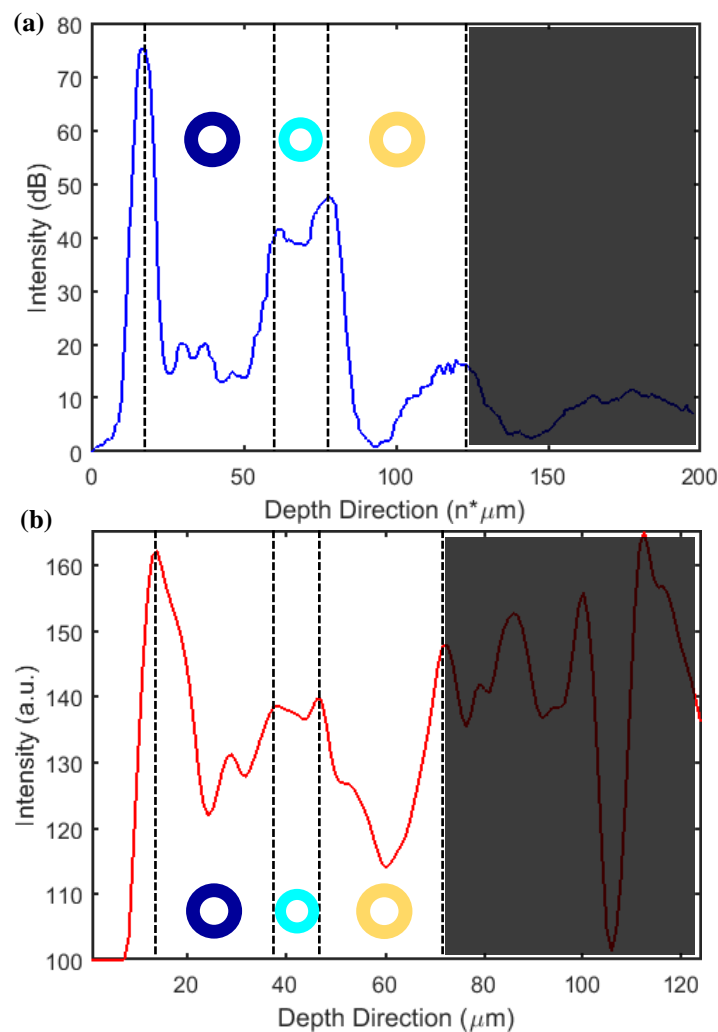 (a)
80
70
60
50
40
30
20
10
0
Intensity (dB)
0 50 100 150 200
Depth Direction (n*μm)
(b)
160
150
140
130
120
110
100
Intensity (a.u.)
20 40 60 80 100 120
Depth Direction (μm)